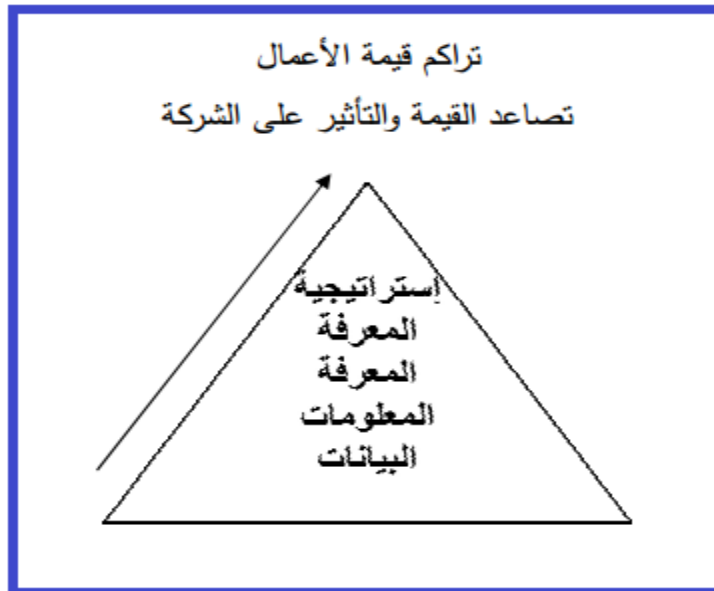 تراكم قيمة الأعمال
تصاعد القيمة والتأثير على الشركة
إستراتيجية
المعرفة
المعرفة
المعلومات
البيانات